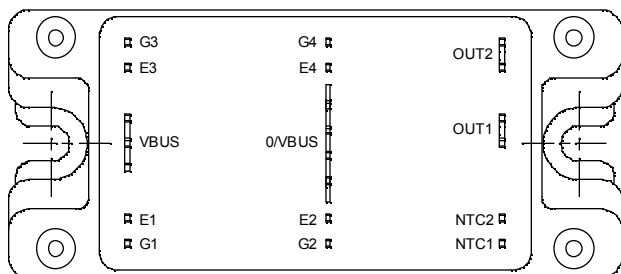 G3 G4 OUT2
E3 E4
VBUS 0/VBUS OUT1
E1 E2 NTC2
G1 G2 NTC1